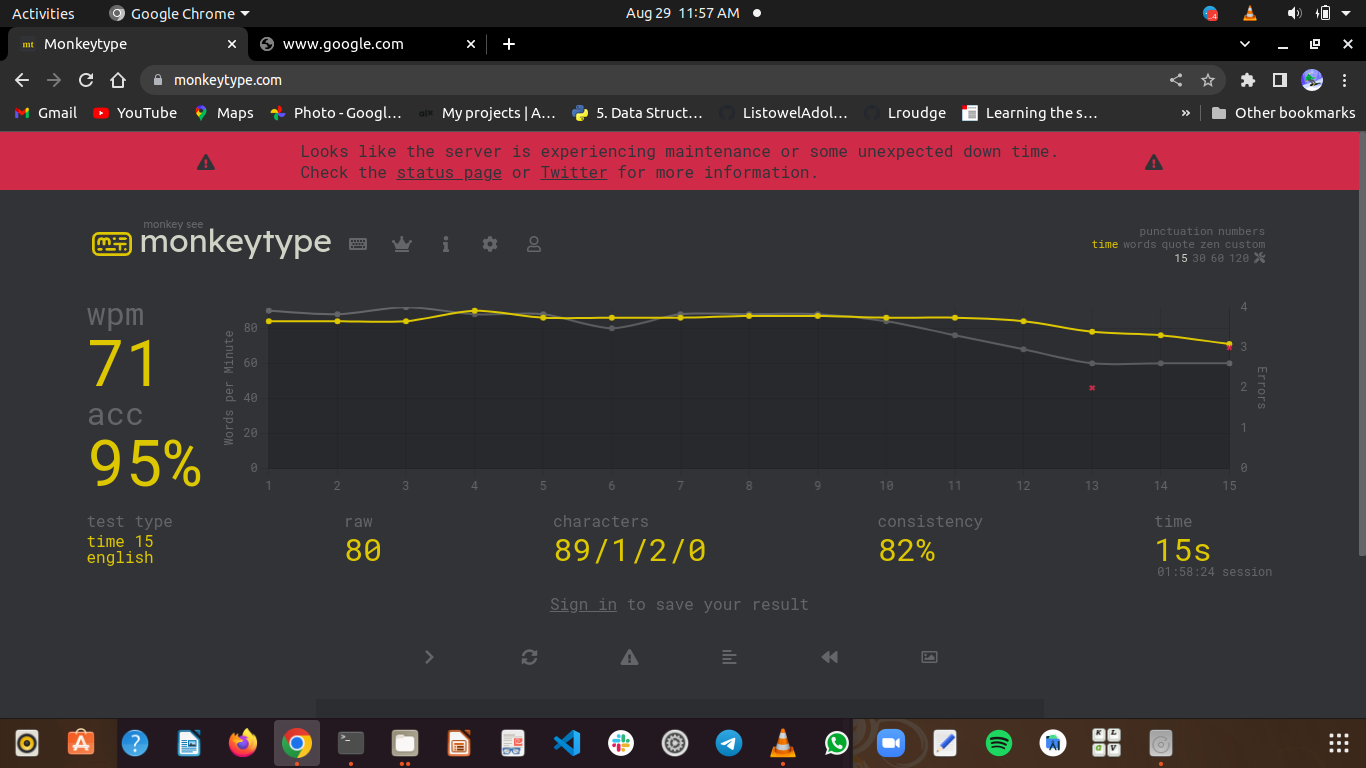 Activities Google Chrome Aug 29 11:57 AM
mt Monkeytype www.google.com
monkeytype.com
Gmail YouTube Maps Photo - Googl… My projects | A… 5. Data Struct… ListowelAdol… Lroudge Learning the s… » Other bookmarks
Looks like the server is experiencing maintenance or some unexpected down time.
Check the status page or Twitter for more information.
monkey see
monkeytype
punctuation numbers
time words quote zen custom
15 30 60 120
wpm
71
acc
95%
Words per Minute
80
60
40
20
0
1 2 3 4 5 6 7 8 9 10 11 12 13 14 15
4
3
2
1
0
Errors
test type
time 15
english
raw
80
characters
89/1/2/0
consistency
82%
time
15s
01:58:24 session
Sign in to save your result